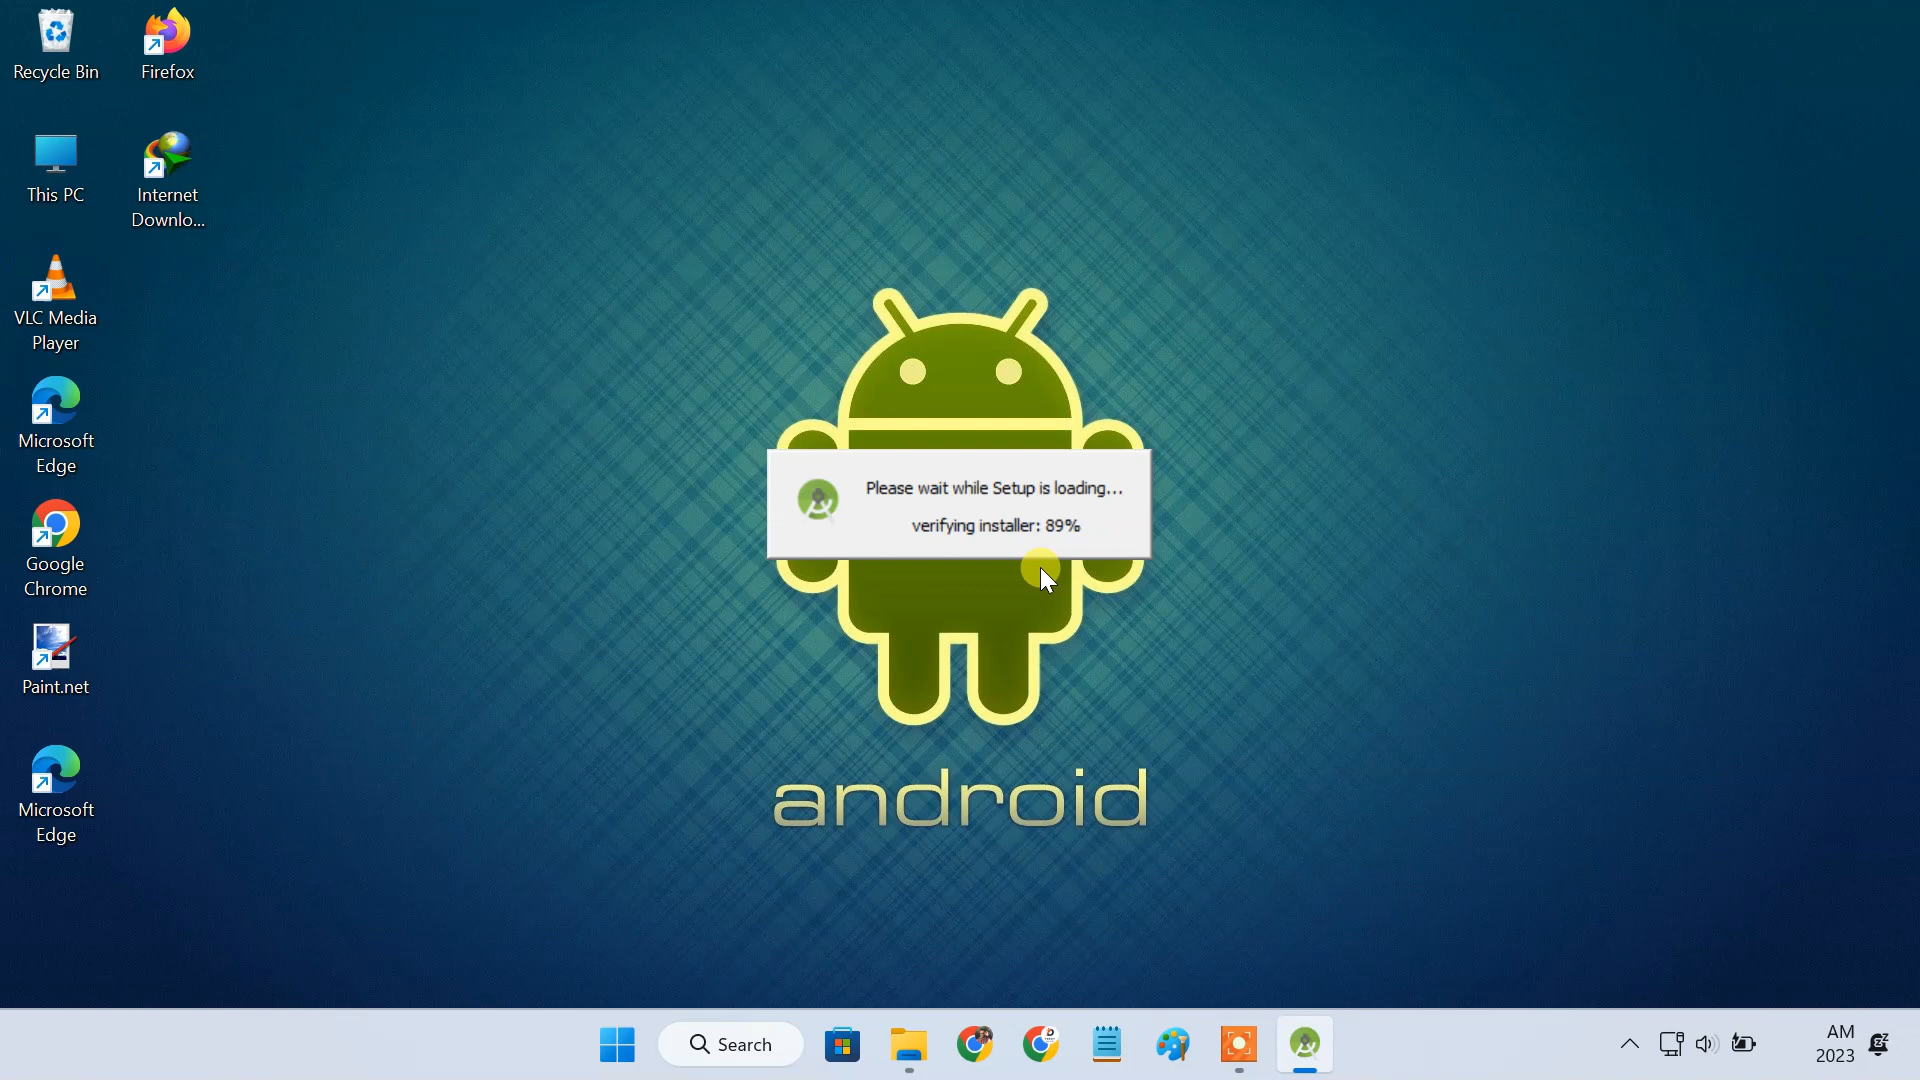 Recycle Bin
Firefox
This PC
Internet
Downlo...
VLC Media
Player
Microsoft
Edge
Google
Chrome
Paint.net
Microsoft
Edge
Please wait while Setup is loading...
verifying installer: 89%
android
Search
AM
2023